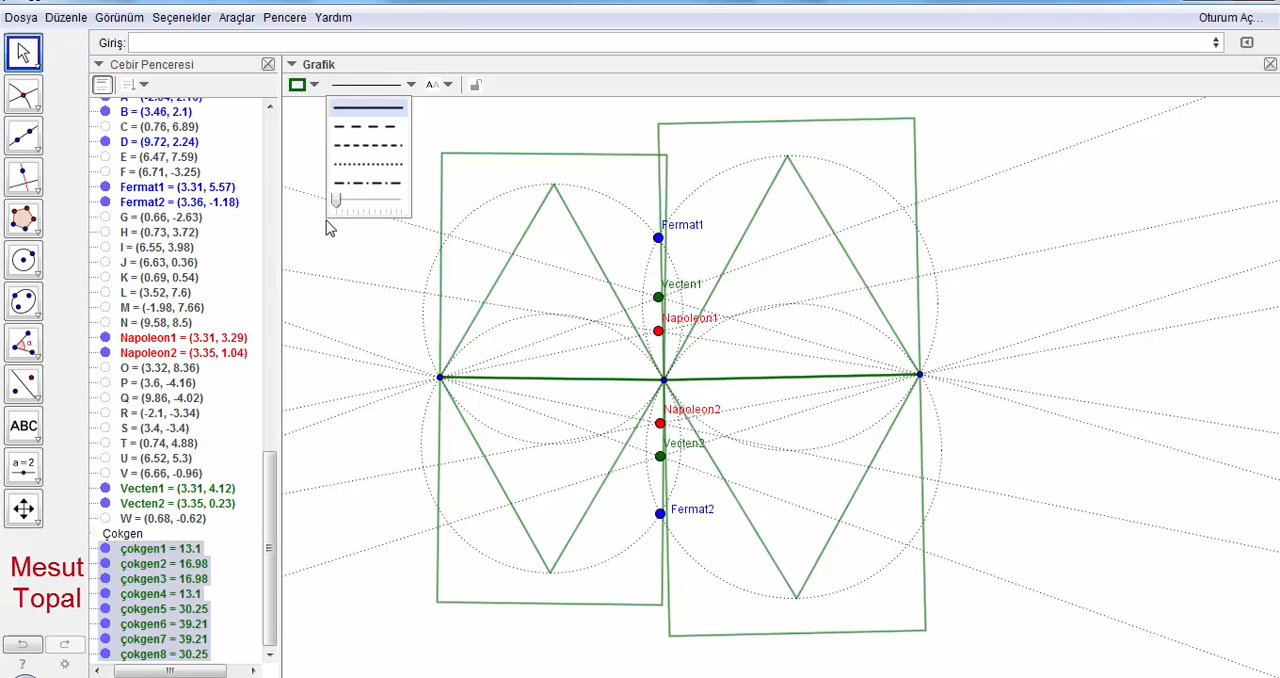 Dosya Düzenle Görünüm Seçenekler Araçlar Pencere Yardım Oturum Aç...
Giriş:
Cebir Penceresi
Grafik
B = (3.46, 2.1)
C = (0.76, 6.89)
D = (9.72, 2.24)
E = (6.47, 7.59)
F = (6.71, -3.25)
Fermat1 = (3.31, 5.57)
Fermat2 = (3.36, -1.18)
G = (0.66, -2.63)
H = (0.73, 3.72)
I = (6.55, 3.98)
J = (6.63, 0.36)
K = (0.69, 0.54)
L = (3.52, 7.6)
M = (-1.98, 7.66)
N = (9.58, 8.5)
Napoleon1 = (3.31, 3.29)
Napoleon2 = (3.35, 1.04)
O = (3.32, 8.36)
P = (3.6, -4.16)
Q = (9.86, -4.02)
R = (-2.1, -3.34)
S = (3.4, -3.4)
T = (0.74, 4.88)
U = (6.52, 5.3)
V = (6.66, -0.96)
Vecten1 = (3.31, 4.12)
Vecten2 = (3.35, 0.23)
W = (0.68, -0.62)
Çokgen
çokgen1 = 13.1
çokgen2 = 16.98
çokgen3 = 16.98
çokgen4 = 13.1
çokgen5 = 30.25
çokgen6 = 39.21
çokgen7 = 39.21
çokgen8 = 30.25
ABC
a=2
Mesut
Topal
?
AA
Fermat1
Vecten1
Napoleon1
Napoleon2
Vecten2
Fermat2